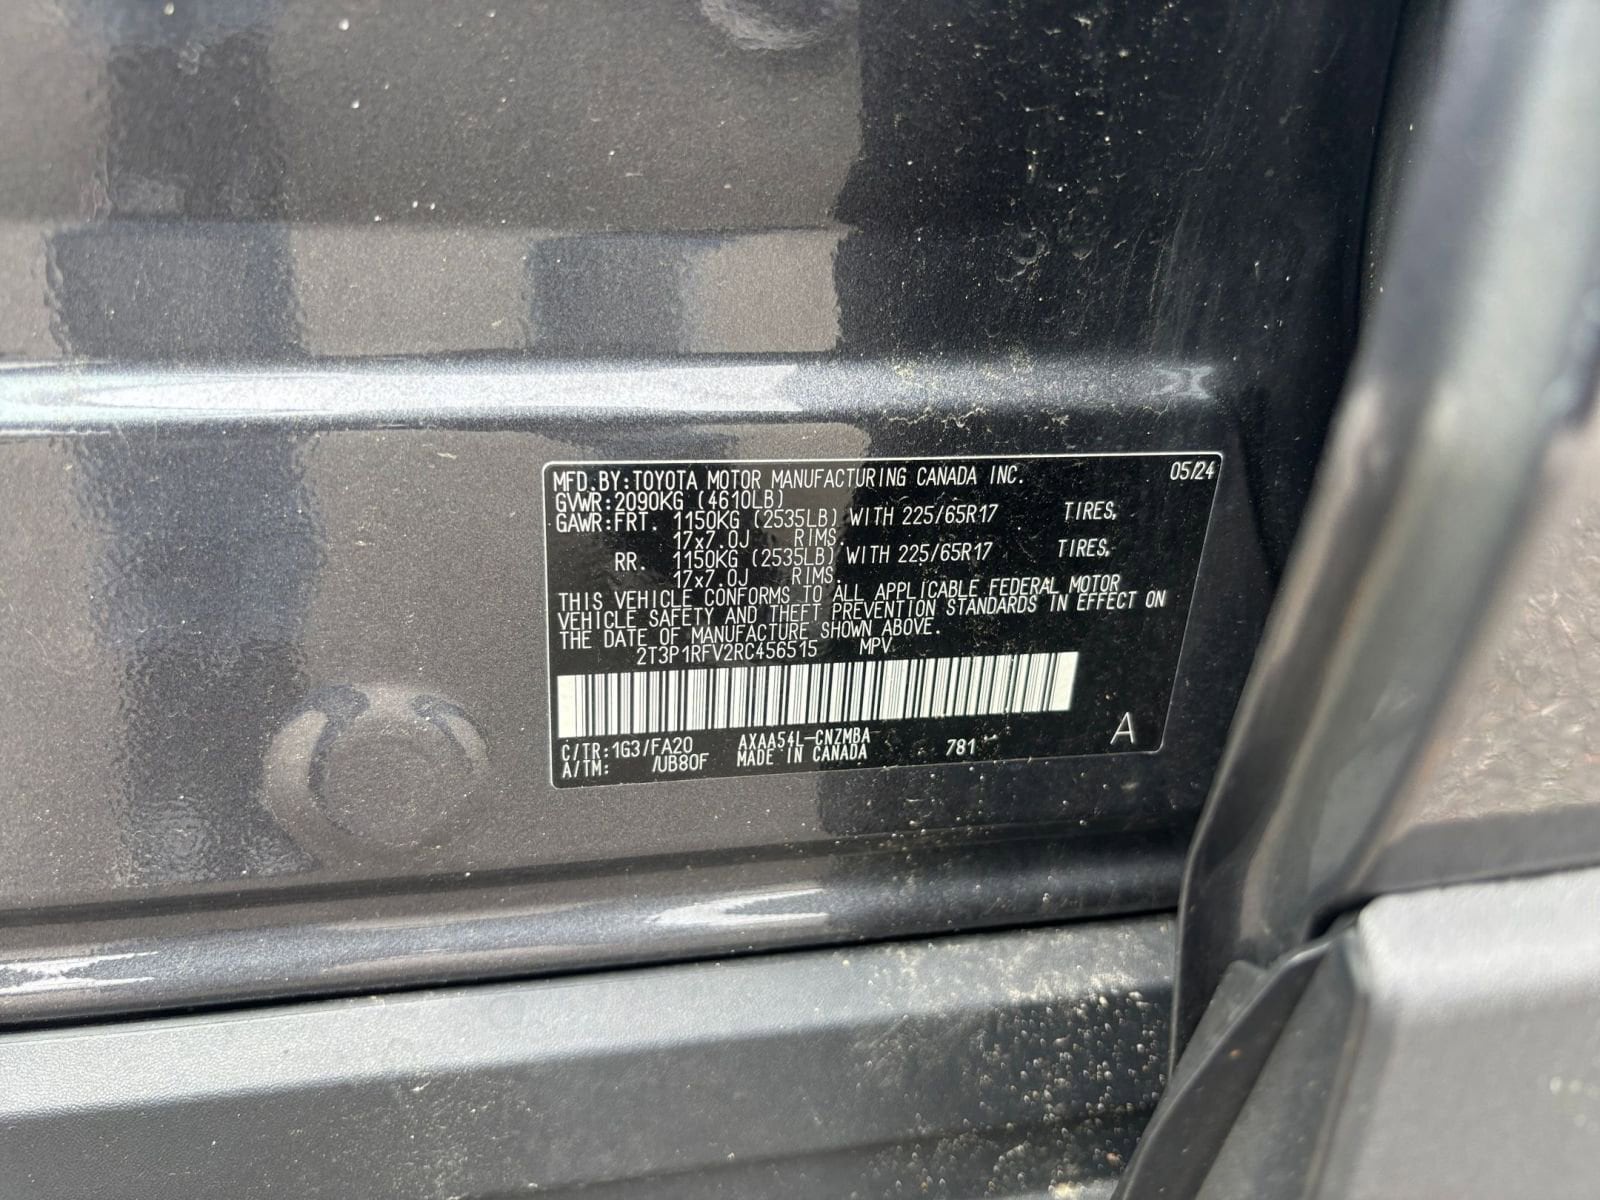 MFD.BY:TOYOTA MOTOR MANUFACTURING CANADA INC. 05/24
GVWR:2090KG (4610LB)
GAWR:FRT. 1150KG (2535LB) WITH 225/65R17 TIRES,
17x7.0J RIMS.
RR. 1150KG (2535LB) WITH 225/65R17 TIRES,
17x7.0J RIMS.
THIS VEHICLE CONFORMS TO ALL APPLICABLE FEDERAL MOTOR
VEHICLE SAFETY AND THEFT PREVENTION STANDARDS IN EFFECT ON
THE DATE OF MANUFACTURE SHOWN ABOVE.
2T3P1RFV2RC456515 MPV
C/TR:1G3/FA20 AXAA54L-CNZMBA 781 A
A/TM: /UB80F MADE IN CANADA